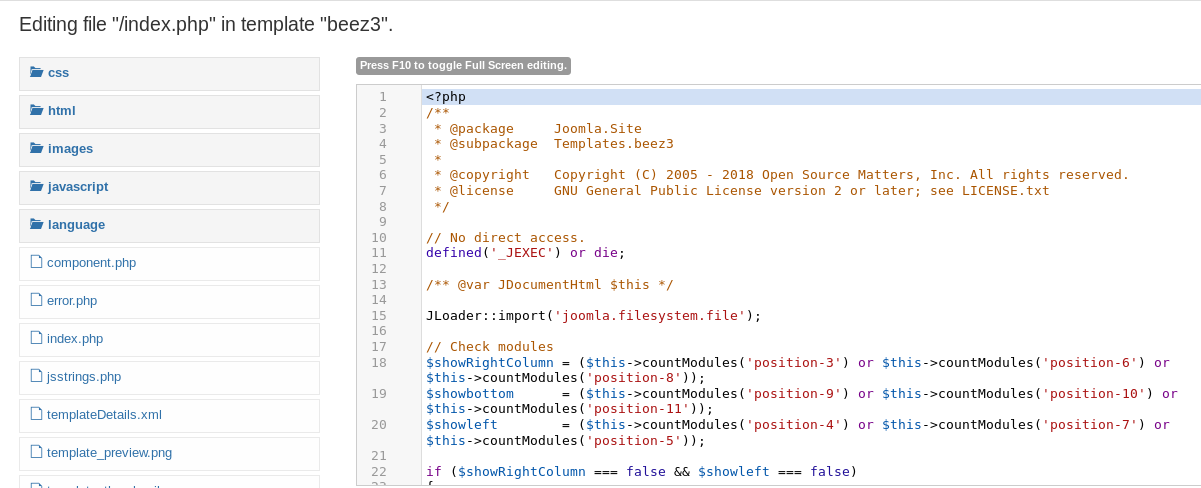 Editing file "/index.php" in template "beez3".
css
html
images
javascript
language
component.php
error.php
index.php
jsstrings.php
templateDetails.xml
template_preview.png
Press F10 to toggle Full Screen editing.
1 <?php
2 /**
3  * @package     Joomla.Site
4  * @subpackage  Templates.beez3
5  *
6  * @copyright   Copyright (C) 2005 - 2018 Open Source Matters, Inc. All rights reserved.
7  * @license     GNU General Public License version 2 or later; see LICENSE.txt
8  */
9
10 // No direct access.
11 defined('_JEXEC') or die;
12
13 /** @var JDocumentHtml $this */
14
15 JLoader::import('joomla.filesystem.file');
16
17 // Check modules
18 $showRightColumn = ($this->countModules('position-3') or $this->countModules('position-6') or
$this->countModules('position-8'));
19 $showbottom      = ($this->countModules('position-9') or $this->countModules('position-10') or
$this->countModules('position-11'));
20 $showleft        = ($this->countModules('position-4') or $this->countModules('position-7') or
$this->countModules('position-5'));
21
22 if ($showRightColumn === false && $showleft === false)
23 {